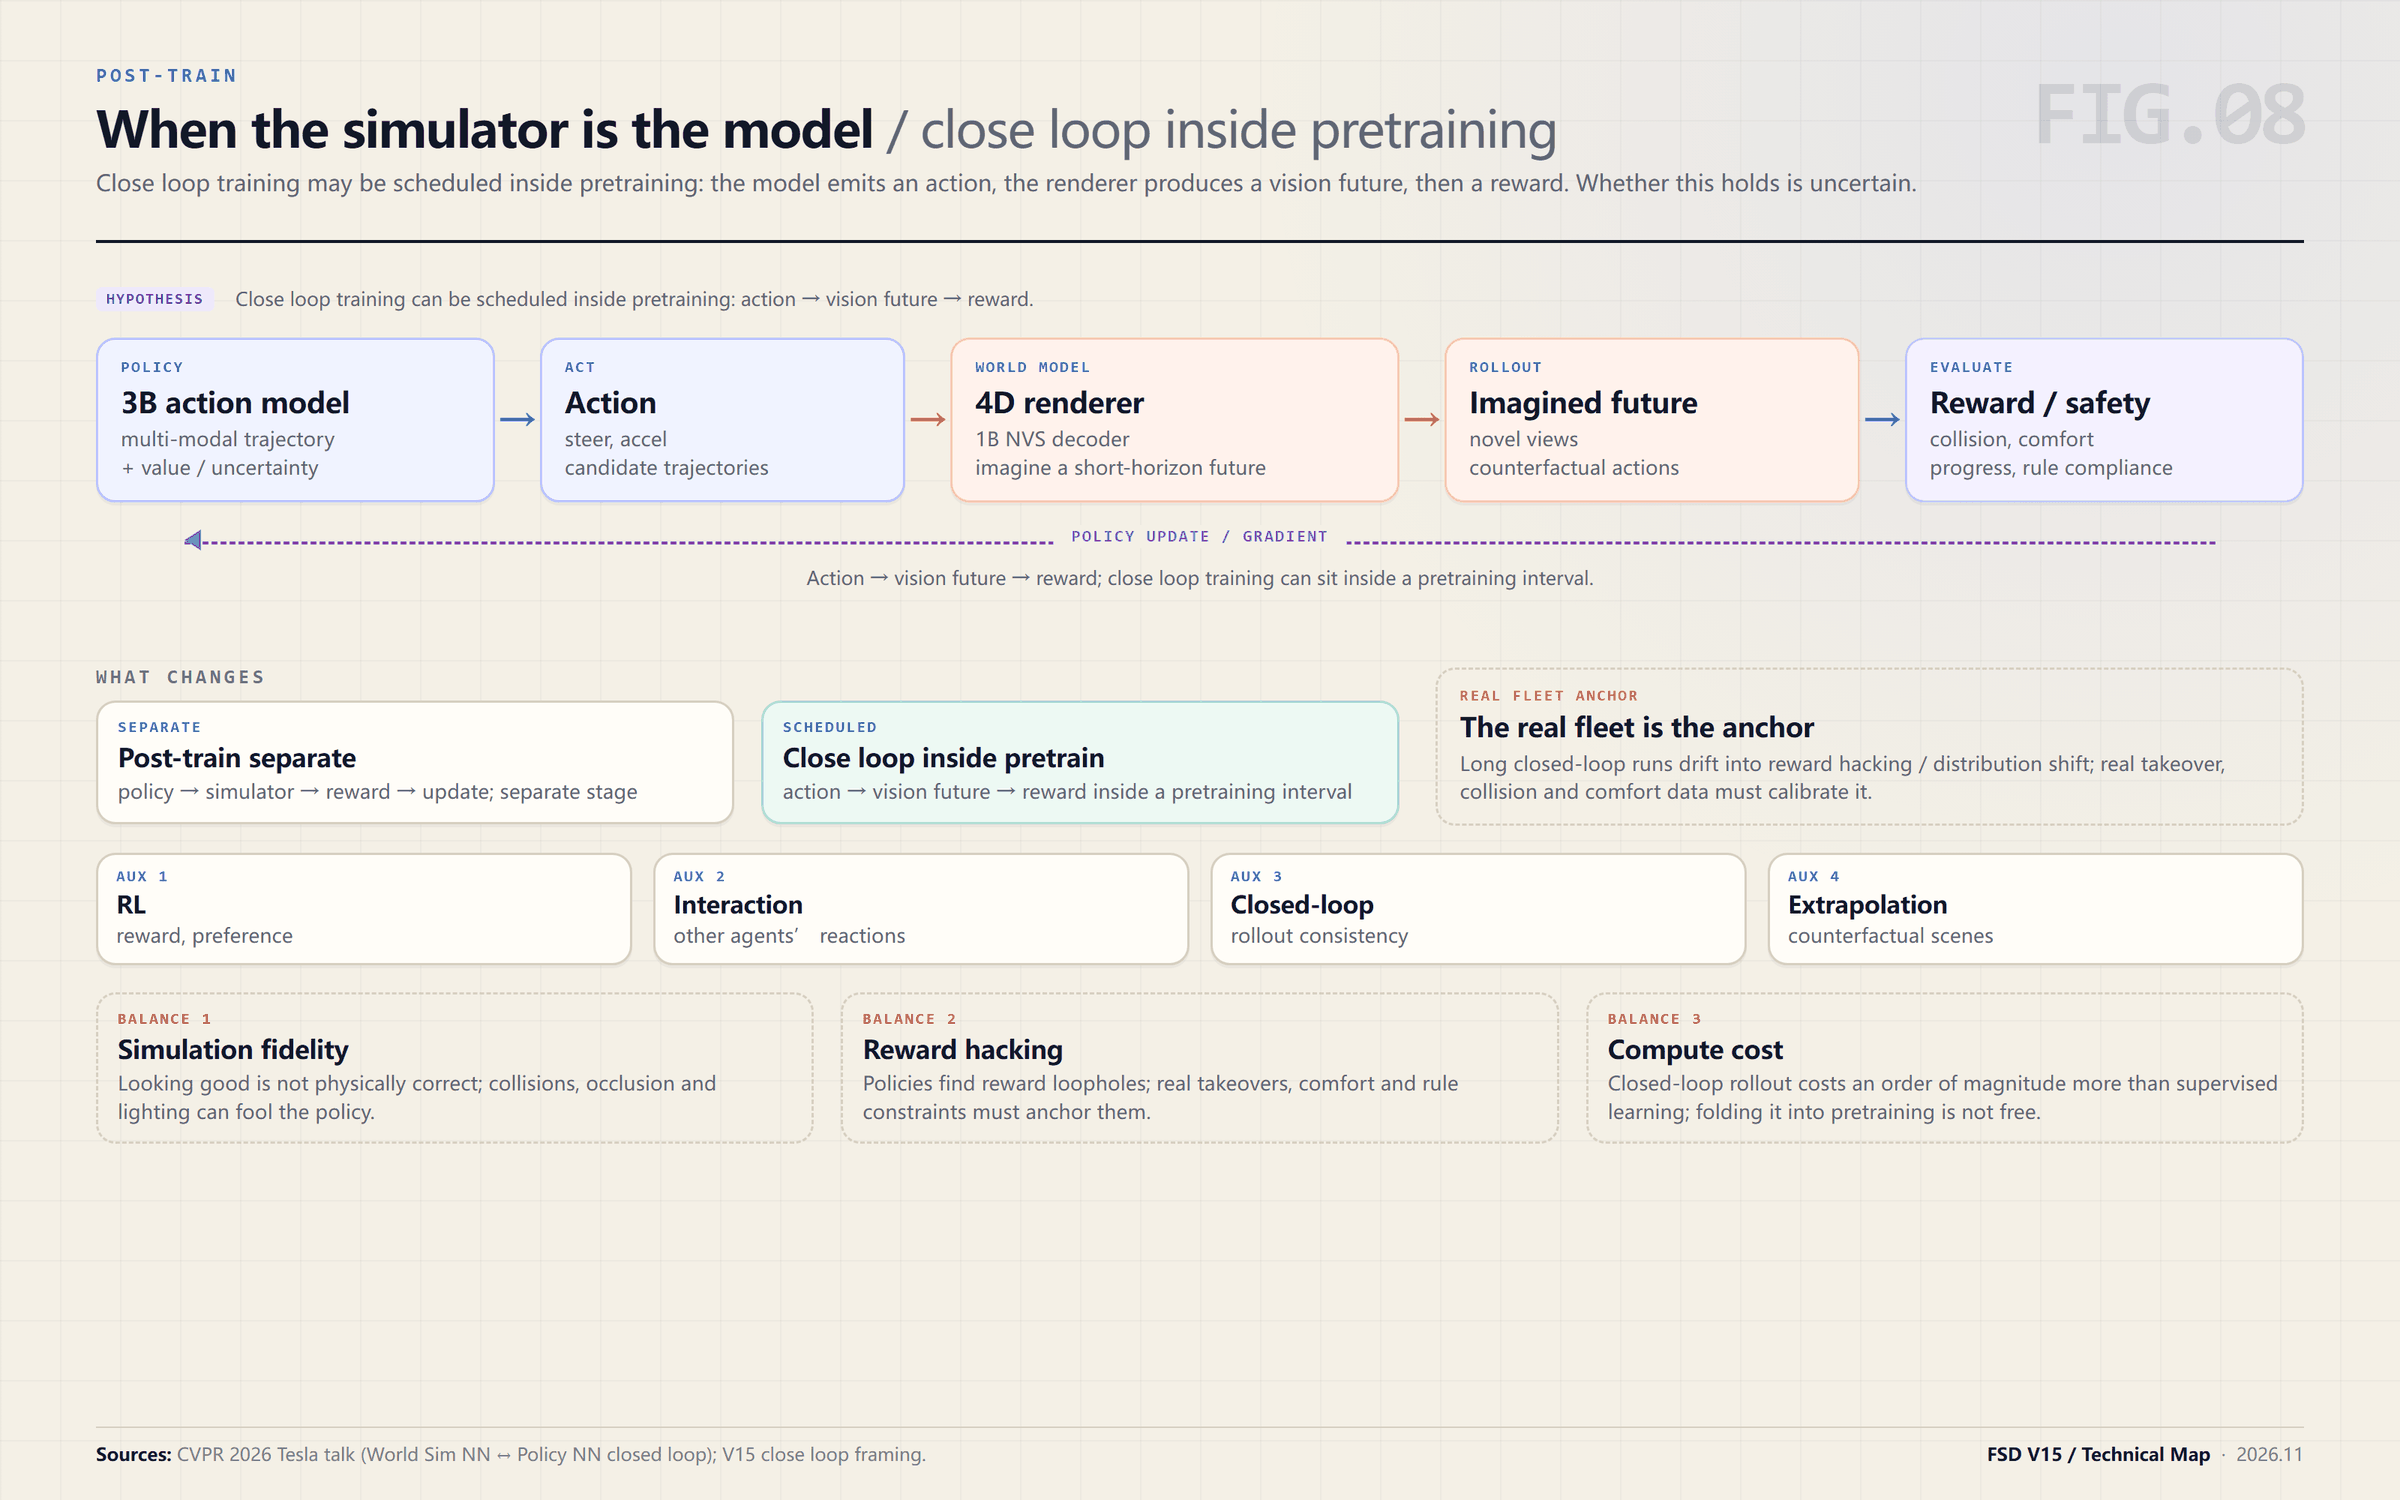 POST-TRAIN
FIG.08
When the simulator is the model / close loop inside pretraining
Close loop training may be scheduled inside pretraining: the model emits an action, the renderer produces a vision future, then a reward. Whether this holds is uncertain.
HYPOTHESIS Close loop training can be scheduled inside pretraining: action → vision future → reward.
POLICY
3B action model
multi-modal trajectory
+ value / uncertainty
→
ACT
Action
steer, accel
candidate trajectories
→
WORLD MODEL
4D renderer
1B NVS decoder
imagine a short-horizon future
→
ROLLOUT
Imagined future
novel views
counterfactual actions
→
EVALUATE
Reward / safety
collision, comfort
progress, rule compliance
POLICY UPDATE / GRADIENT
Action → vision future → reward; close loop training can sit inside a pretraining interval.
WHAT CHANGES
SEPARATE
Post-train separate
policy → simulator → reward → update; separate stage
SCHEDULED
Close loop inside pretrain
action → vision future → reward inside a pretraining interval
REAL FLEET ANCHOR
The real fleet is the anchor
Long closed-loop runs drift into reward hacking / distribution shift; real takeover,
collision and comfort data must calibrate it.
AUX 1
RL
reward, preference
AUX 2
Interaction
other agents’ reactions
AUX 3
Closed-loop
rollout consistency
AUX 4
Extrapolation
counterfactual scenes
BALANCE 1
Simulation fidelity
Looking good is not physically correct; collisions, occlusion and
lighting can fool the policy.
BALANCE 2
Reward hacking
Policies find reward loopholes; real takeovers, comfort and rule
constraints must anchor them.
BALANCE 3
Compute cost
Closed-loop rollout costs an order of magnitude more than supervised
learning; folding it into pretraining is not free.
Sources: CVPR 2026 Tesla talk (World Sim NN ↔ Policy NN closed loop); V15 close loop framing.
FSD V15 / Technical Map · 2026.11